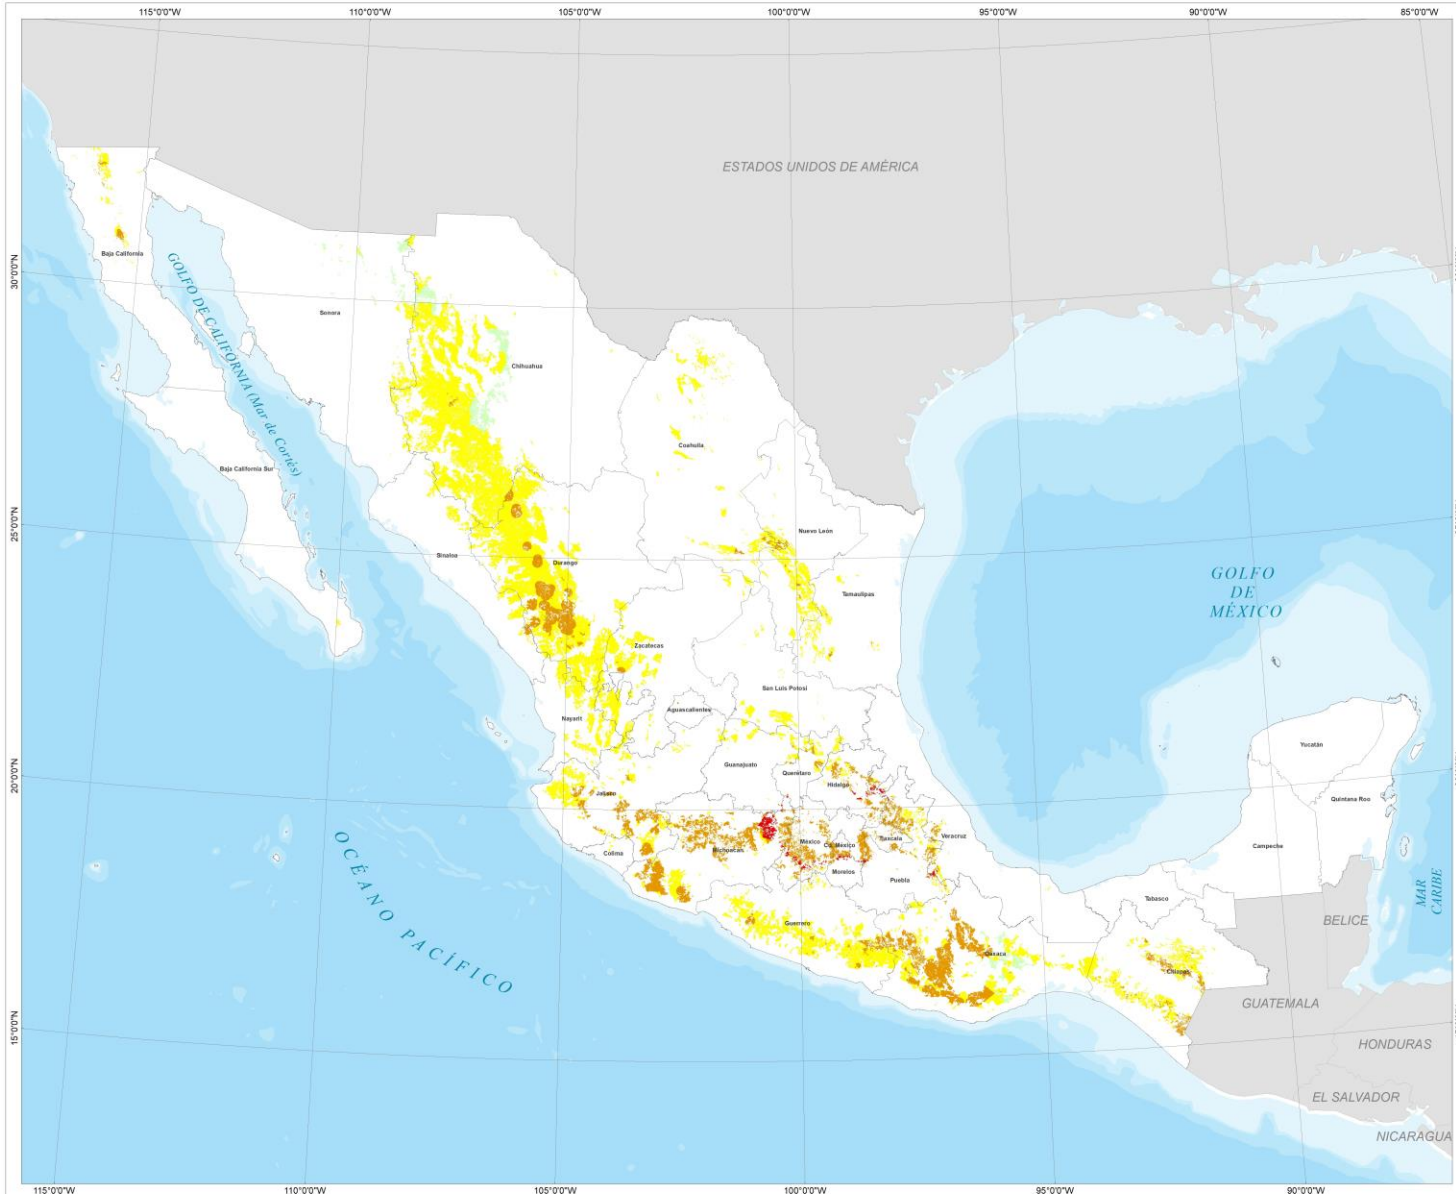 115°0'0"W
110°0'0"W
105°0'0"W
100°0'0"W
95°0'0"W
90°0'0"W
85°0'0"W
ESTADOS UNIDOS DE AMÉRICA
30°0'0"N
Baja California
GOLFO DE CALIFORNIA (Mar de Cortés)
Sonora
Chihuahua
Coahuila
Baja California Sur
25°0'0"N
Nuevo León
Sinaloa
Durango
Tamaulipas
GOLFO
DE
MÉXICO
Zacatecas
San Luis Potosí
Aguascalientes
Nayarit
Yucatán
20°0'0"N
Guanajuato
Querétaro
Hidalgo
Jalisco
Quintana Roo
Veracruz
Tlaxcala
México
Cd. México
Colima
Michoacán
Campeche
Morelos
Puebla
MAR
CARIBE
Tabasco
BELICE
Guerrero
OCÉANO PACÍFICO
Oaxaca
Chiapas
GUATEMALA
15°0'0"N
HONDURAS
EL SALVADOR
NICARAGUA
115°0'0"W
110°0'0"W
105°0'0"W
100°0'0"W
95°0'0"W
90°0'0"W